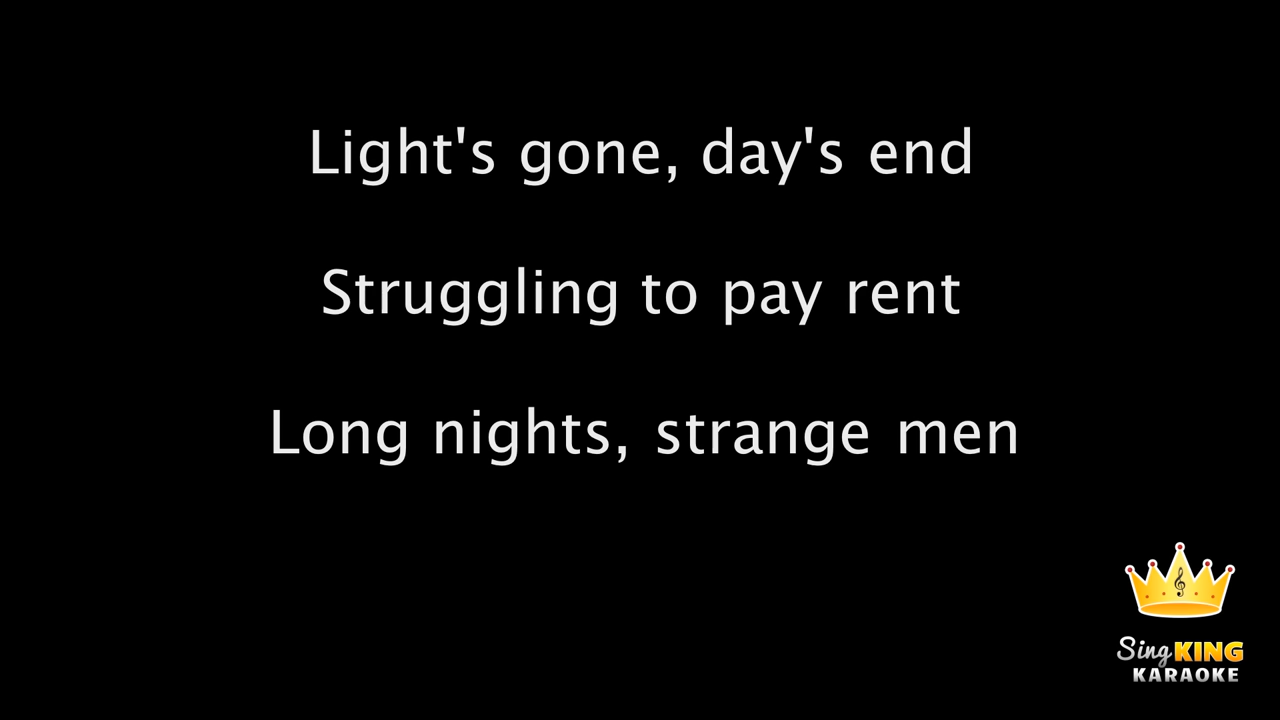 Light's gone, day's end
Struggling to pay rent
Long nights, strange men
Sing KING
KARAOKE